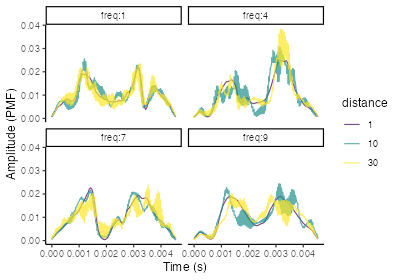 freq:1 freq:4
0.04
0.03
0.02
0.01
0.00
freq:7 freq:9
0.04
0.03
0.02
0.01
0.00
0.000 0.001 0.002 0.003 0.004 0.000 0.001 0.002 0.003 0.004
Time (s)
Amplitude (PMF)
distance
1
10
30